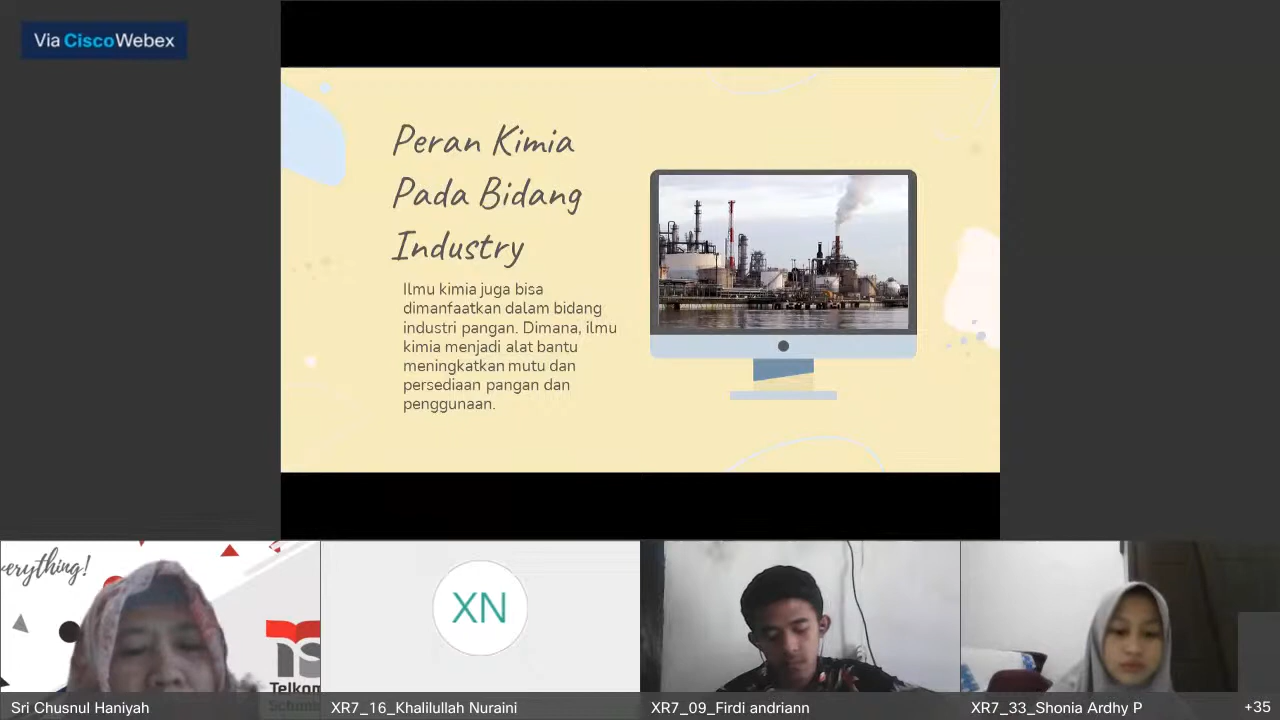 Via CiscoWebex
Peran Kimia
Pada Bidang
Industry
Ilmu kimia juga bisa
dimanfaatkan dalam bidang
industri pangan. Dimana, ilmu
kimia menjadi alat bantu
meningkatkan mutu dan
persediaan pangan dan
penggunaan.
erything!
Telkom
XN
Sri Chusnul Haniyah
XR7_16_Khalilullah Nuraini
XR7_09_Firdi andriann
XR7_33_Shonia Ardhy P
+35